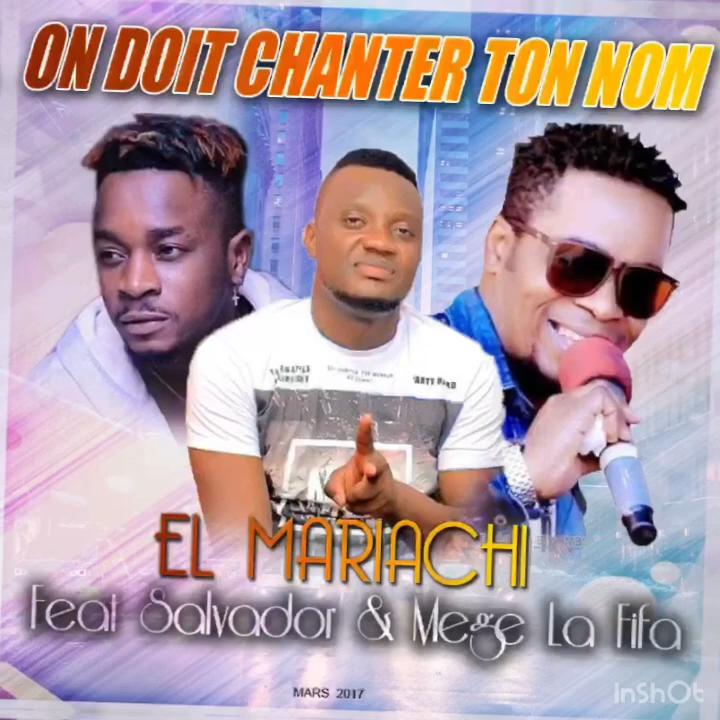 ON DOIT CHANTER TON NOM
EL MARIACHI
Feat Salvador & Mege La Fifa
MARS 2017
InShOt